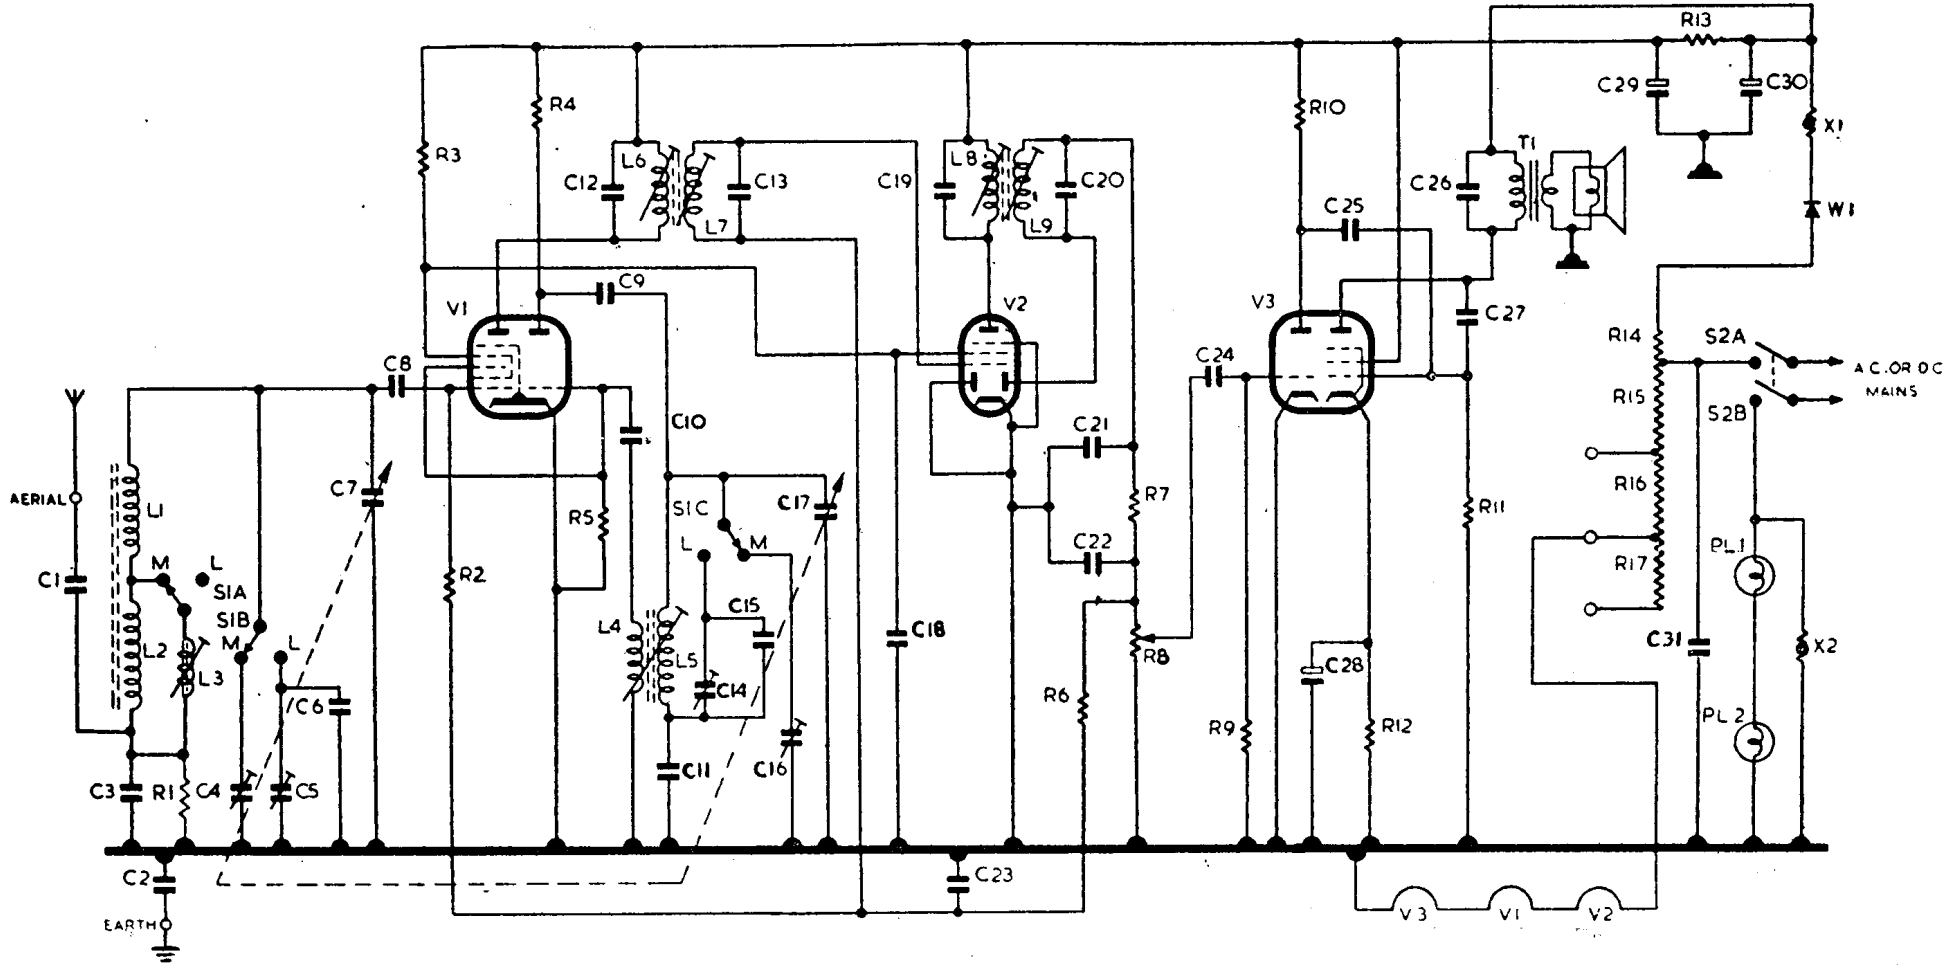 R13
C29
C30
X1
W1
R4
R3
L6
C12
C13
L7
L8
C19
C20
L9
R10
C25
T1
C26
C9
V1
V2
V3
C27
C24
C8
C10
R14
S2A
A C. OR D C
MAINS
R15
S2B
R16
R17
AERIAL
L1
C7
R5
S1C
L
M
C17
C21
R7
C22
R11
PL.1
C1
M
L
S1A
S1B
M
L
L2
L3
R2
L4
L5
C15
C14
C18
R8
C28
C31
X2
C6
R6
R9
R12
PL 2
C3
R1
C4
C5
C11
C16
C2
C23
EARTH
V3
V1
V2